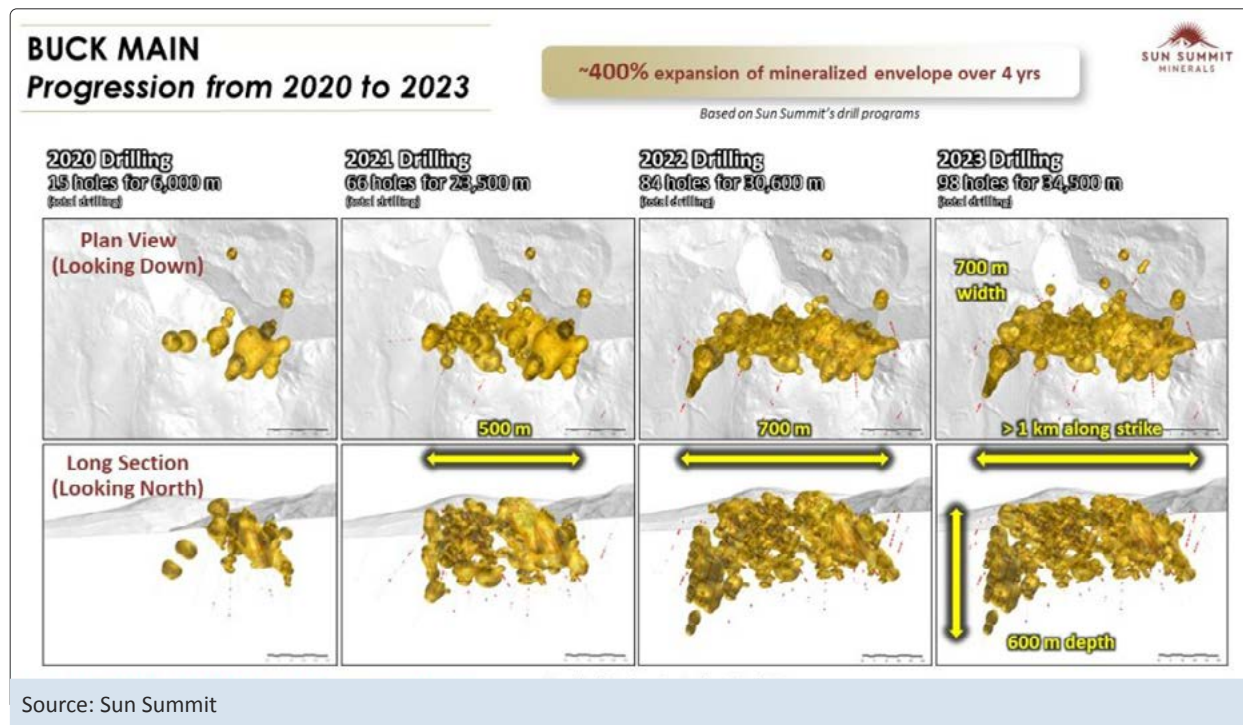 BUCK MAIN
Progression from 2020 to 2023
~400% expansion of mineralized envelope over 4 yrs
Based on Sun Summit's drill programs
SUN SUMMIT
MINERALS
2020 Drilling
15 holes for 6,000 m
(total drilling)
2021 Drilling
66 holes for 23,500 m
(total drilling)
2022 Drilling
84 holes for 30,600 m
(total drilling)
2023 Drilling
98 holes for 34,500 m
(total drilling)
Plan View
(Looking Down)
700 m
width
500 m
700 m
> 1 km along strike
Long Section
(Looking North)
600 m depth
Source: Sun Summit